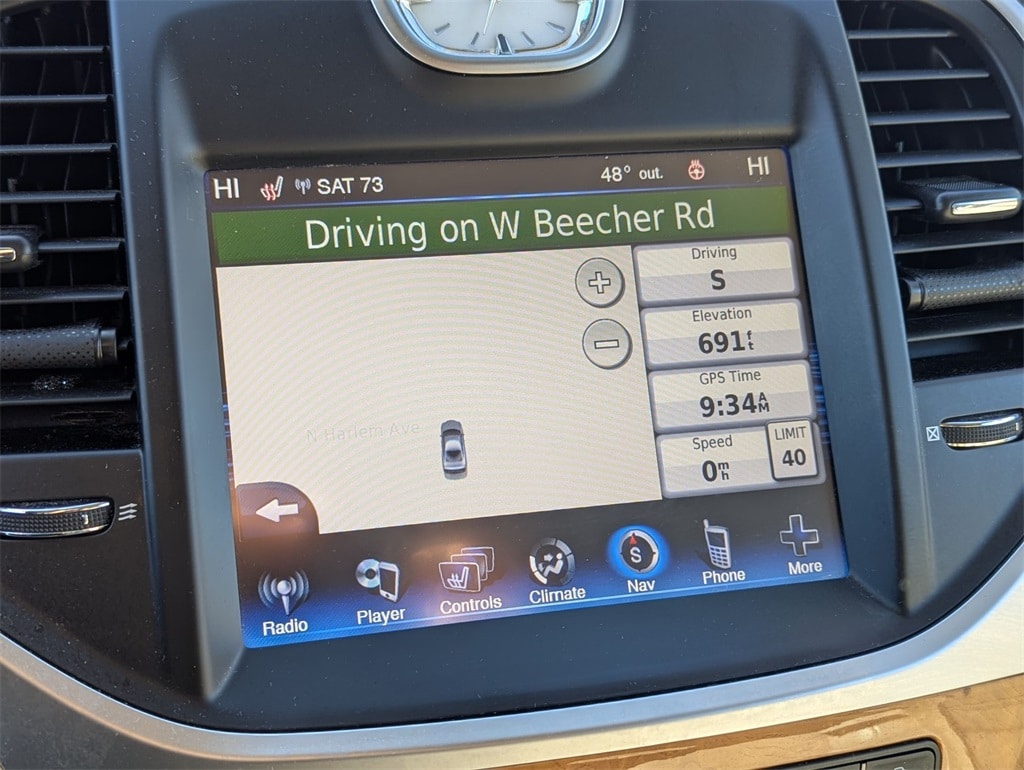 HI SAT 73 48° out. HI
Driving on W Beecher Rd
Driving
S
Elevation
691 ft
GPS Time
9:34 AM
Speed
0 mh
LIMIT
40
N Harlem Ave
Radio Player Controls Climate Nav Phone More
S